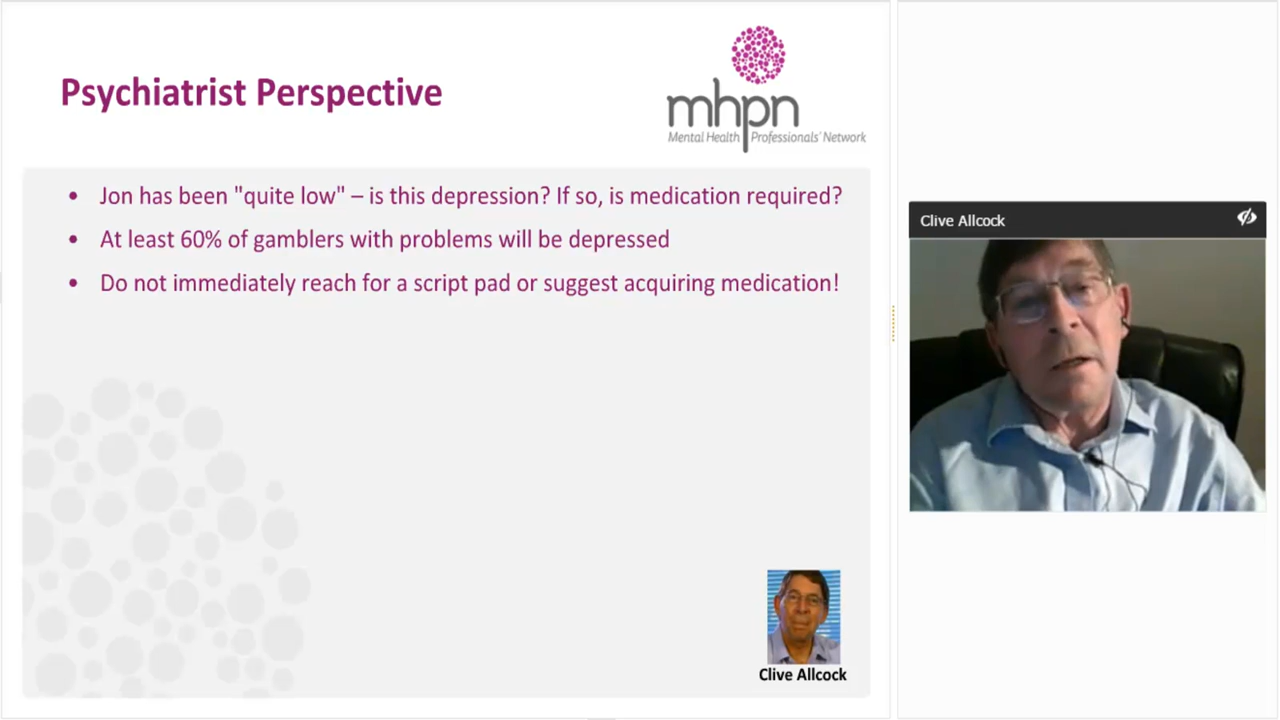 Psychiatrist Perspective
mhpn
Mental Health Professionals' Network
• Jon has been "quite low" – is this depression? If so, is medication required?
• At least 60% of gamblers with problems will be depressed
• Do not immediately reach for a script pad or suggest acquiring medication!
Clive Allcock
Clive Allcock